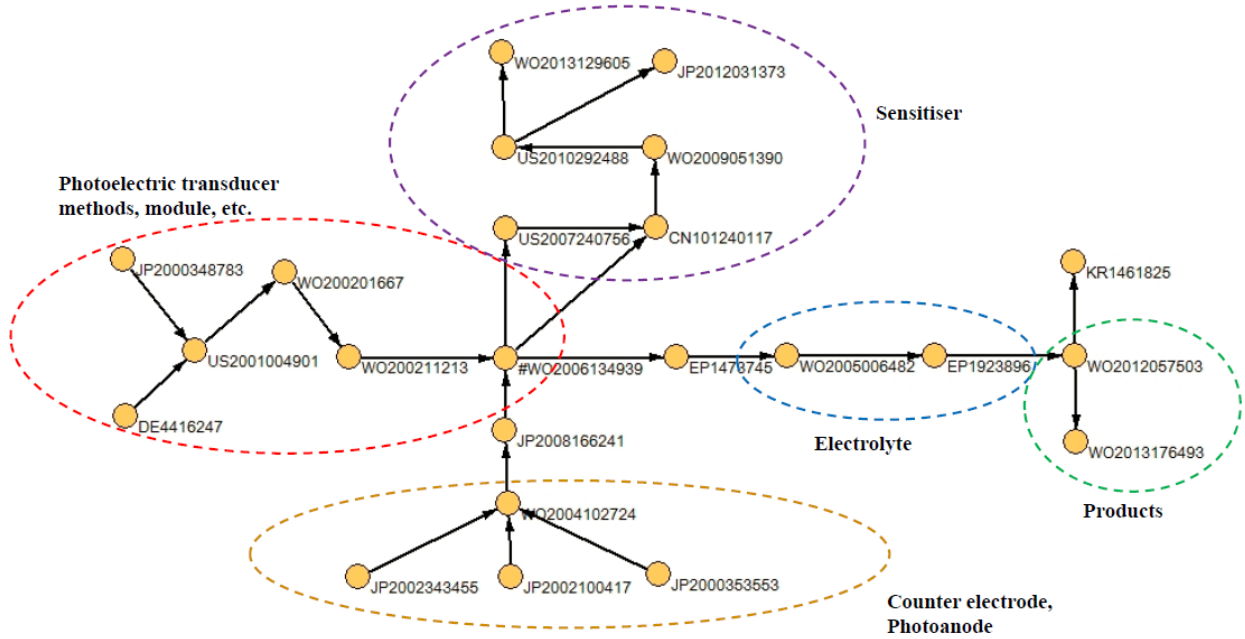 WO2013129605
JP2012031373
Sensitiser
US2010292488
WO2009051390
Photoelectric transducer
methods, module, etc.
US2007240756
CN101240117
JP2000348783
WO200201667
KR1461825
US2001004901
WO200211213
#WO2006134939
EP1473745
WO2005006482
EP1923896
WO2012057503
DE4416247
JP2008166241
Electrolyte
WO2013176493
WO2004102724
Products
JP2002343455
JP2002100417
JP2000353553
Counter electrode,
Photoanode